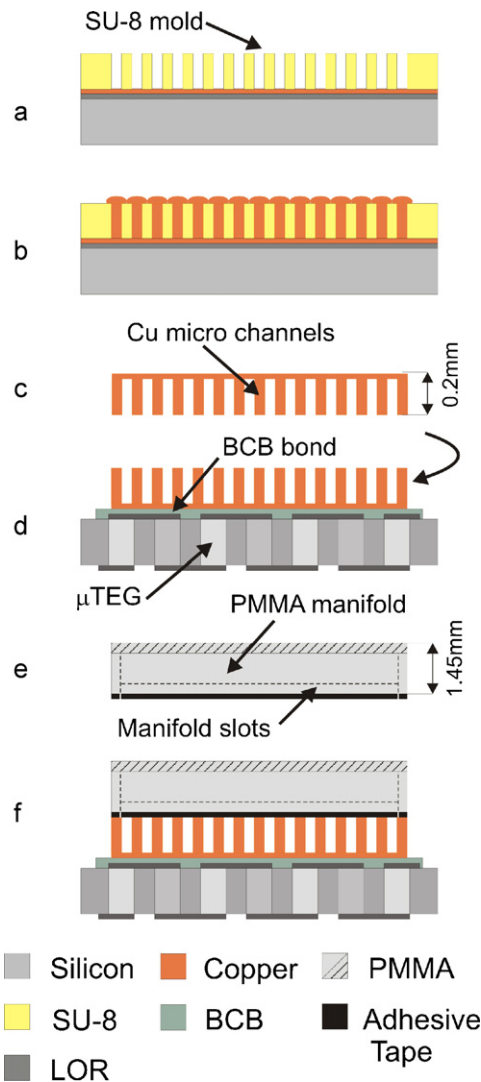 SU-8 mold
a
b
Cu micro channels
c
0.2mm
BCB bond
d
μTEG
PMMA manifold
e
1.45mm
Manifold slots
f
Silicon
Copper
PMMA
SU-8
BCB
Adhesive
Tape
LOR